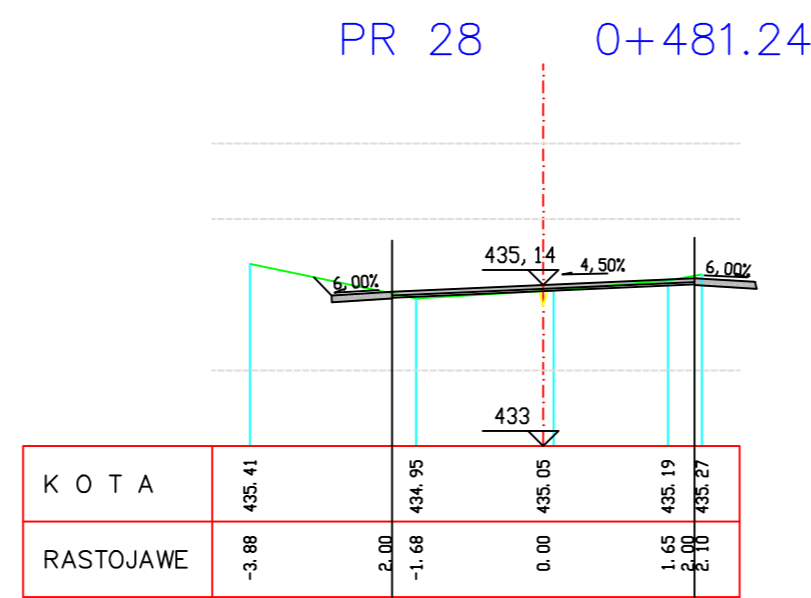 PR 28 0+481.24
435,14
4,50%
6,00%
6,00%
433
KOTA 435.41 434.95 435.05 435.19 435.27
RASTOJAWE -3.88 2.00 -1.68 0.00 1.65 2.00 2.10